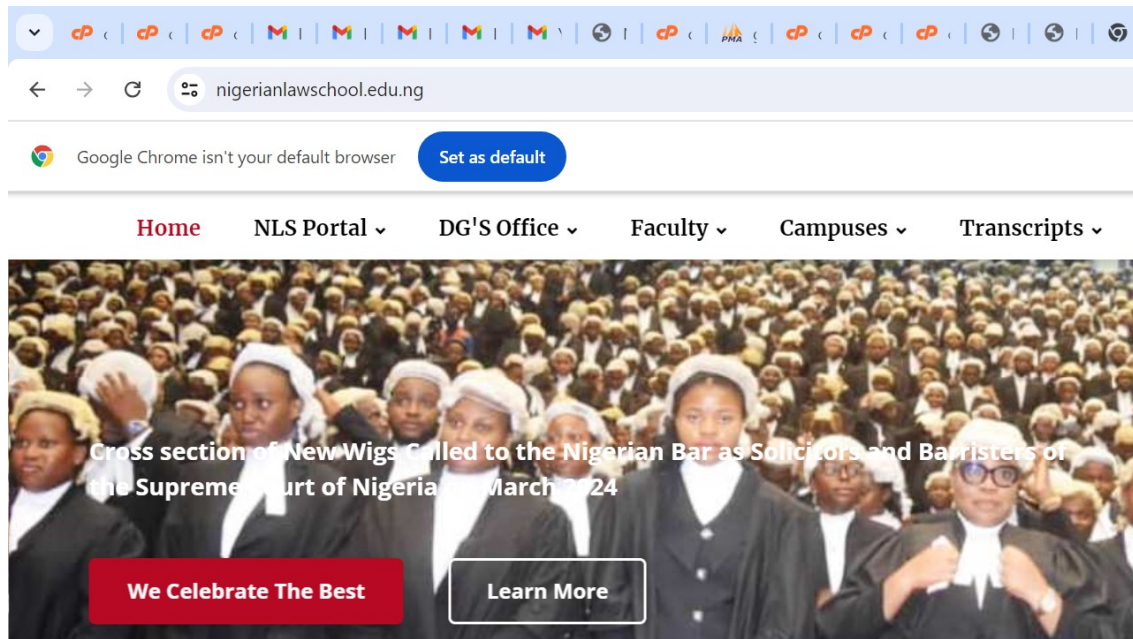 nigerianlawschool.edu.ng
Google Chrome isn't your default browser Set as default
Home NLS Portal DG'S Office Faculty Campuses Transcripts
Cross section of New Wigs Called to the Nigerian Bar as Solicitors and Barristers of
the Supreme Court of Nigeria March 2024
We Celebrate The Best Learn More